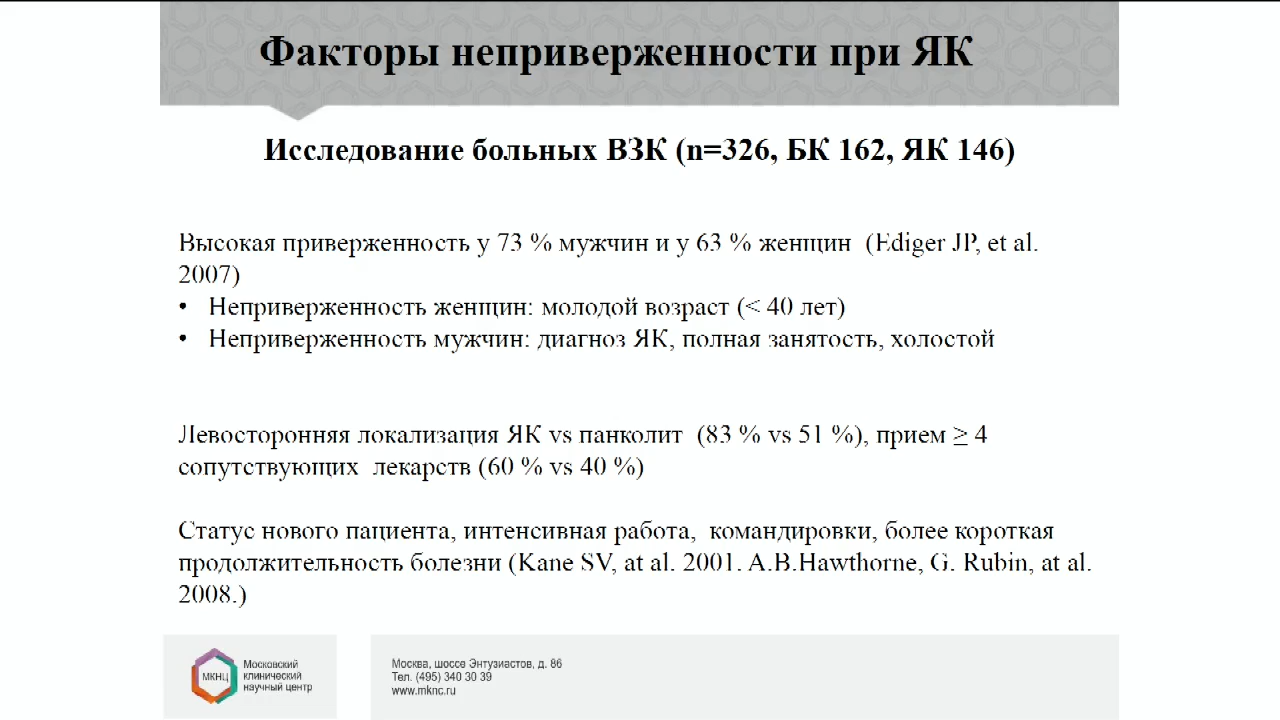 Факторы неприверженности при ЯК
Исследование больных ВЗК (n=326, БК 162, ЯК 146)
Высокая приверженность у 73 % мужчин и у 63 % женщин (Ediger JP, et al.
2007)
• Неприверженность женщин: молодой возраст (< 40 лет)
• Неприверженность мужчин: диагноз ЯК, полная занятость, холостой
Левосторонняя локализация ЯК vs панколит (83 % vs 51 %), прием ≥ 4
сопутствующих лекарств (60 % vs 40 %)
Статус нового пациента, интенсивная работа, командировки, более короткая
продолжительность болезни (Kane SV, at al. 2001. A.B.Hawthorne, G. Rubin, at al.
2008.)
МКНЦ
Московский
клинический
научный центр
Москва, шоссе Энтузиастов, д. 86
Тел. (495) 340 30 39
www.mknc.ru